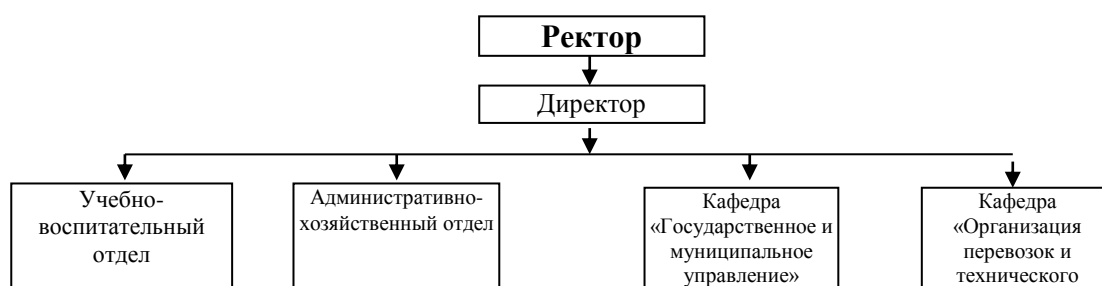 Ректор
Директор
Учебно-
воспитательный
отдел
Административно-
хозяйственный отдел
Кафедра
«Государственное и
муниципальное
управление»
Кафедра
«Организация
перевозок и
технического